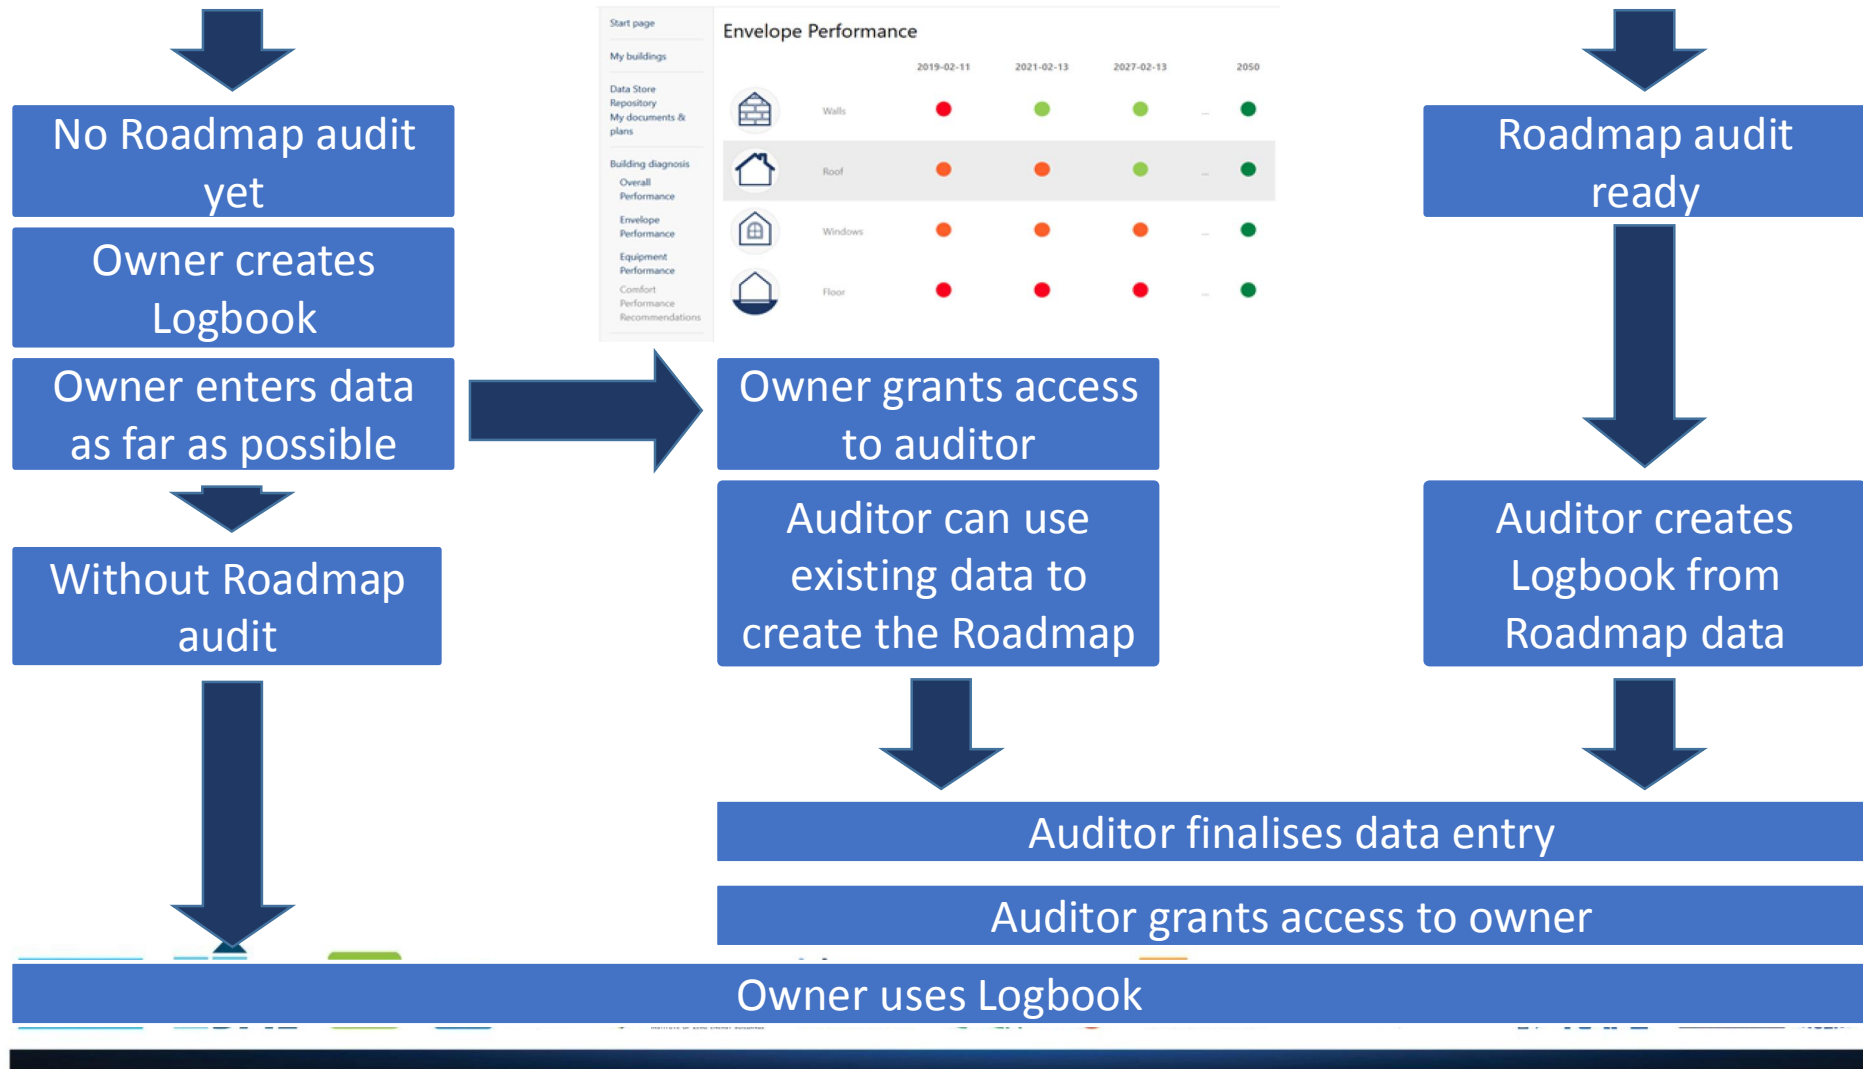 No Roadmap audit
yet
Owner creates
Logbook
Owner enters data
as far as possible
Without Roadmap
audit
Start page
My buildings
Data Store
Repository
My documents &
plans
Building diagnosis
Overall
Performance
Envelope
Performance
Equipment
Performance
Comfort
Performance
Recommendations
Envelope Performance
2019-02-11 2021-02-13 2027-02-13 2050
Walls ...
Roof ...
Windows ...
Floor ...
Owner grants access
to auditor
Auditor can use
existing data to
create the Roadmap
Roadmap audit
ready
Auditor creates
Logbook from
Roadmap data
Auditor finalises data entry
Auditor grants access to owner
Owner uses Logbook